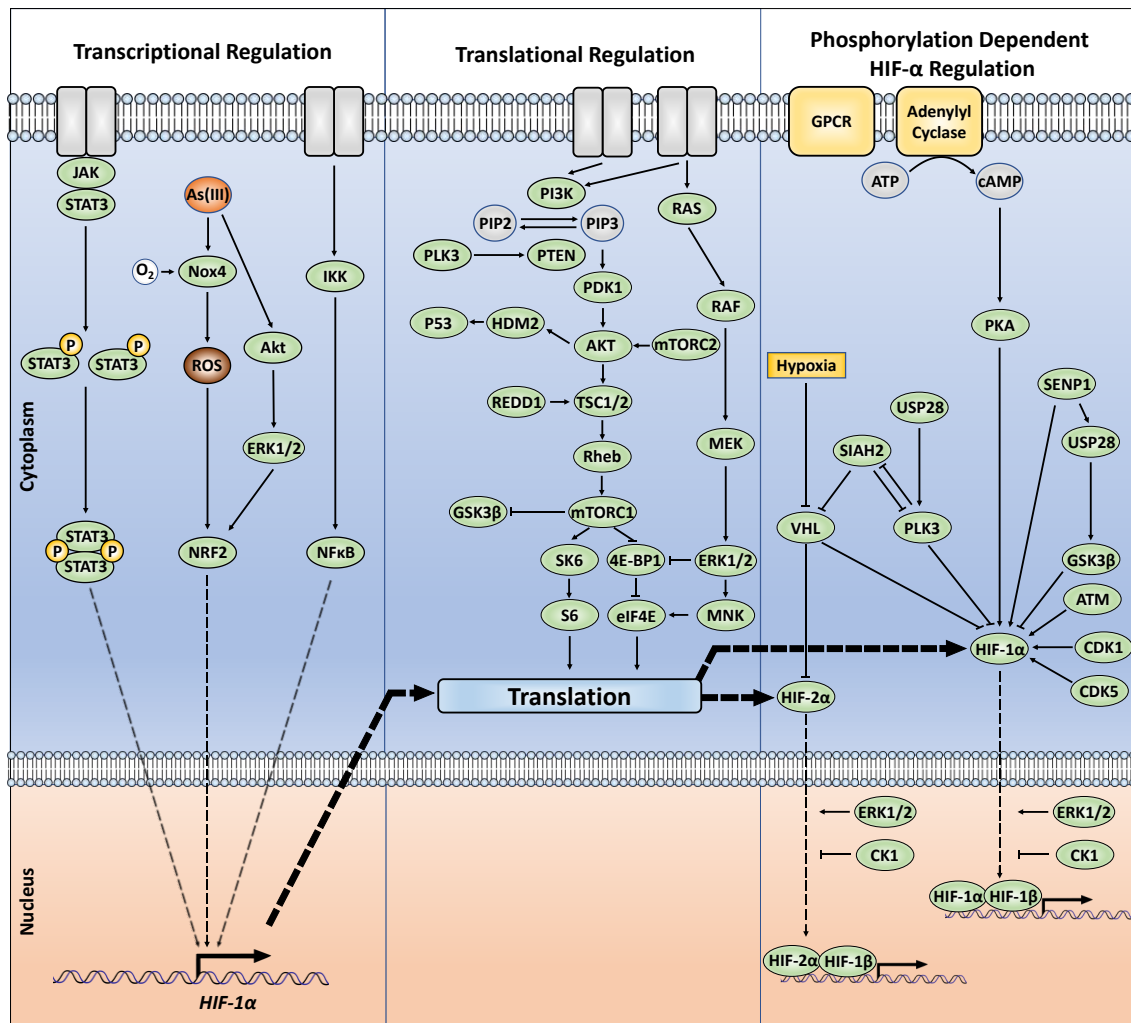 Transcriptional Regulation
Translational Regulation
Phosphorylation Dependent
HIF-α Regulation
JAK
STAT3
As(III)
O2
Nox4
IKK
STAT3
P
STAT3
P
ROS
Akt
ERK1/2
STAT3
P
P
STAT3
NRF2
NFκB
Cytoplasm
PI3K
RAS
PIP2
PIP3
PLK3
PTEN
PDK1
RAF
P53
HDM2
AKT
mTORC2
REDD1
TSC1/2
Rheb
MEK
GSK3β
mTORC1
SK6
4E-BP1
ERK1/2
S6
eIF4E
MNK
Translation
GPCR
Adenylyl
Cyclase
ATP
cAMP
PKA
Hypoxia
SENP1
USP28
USP28
SIAH2
VHL
PLK3
GSK3β
ATM
HIF-1α
CDK1
CDK5
HIF-2α
Nucleus
HIF-1α
ERK1/2
CK1
ERK1/2
CK1
HIF-1α
HIF-1β
HIF-2α
HIF-1β